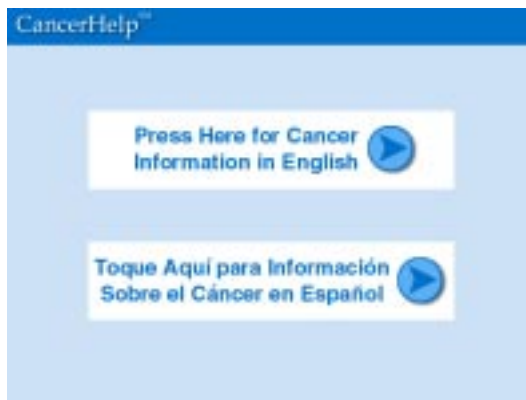 CancerHelp™
Press Here for Cancer
Information in English
Toque Aquí para Información
Sobre el Cáncer en Español